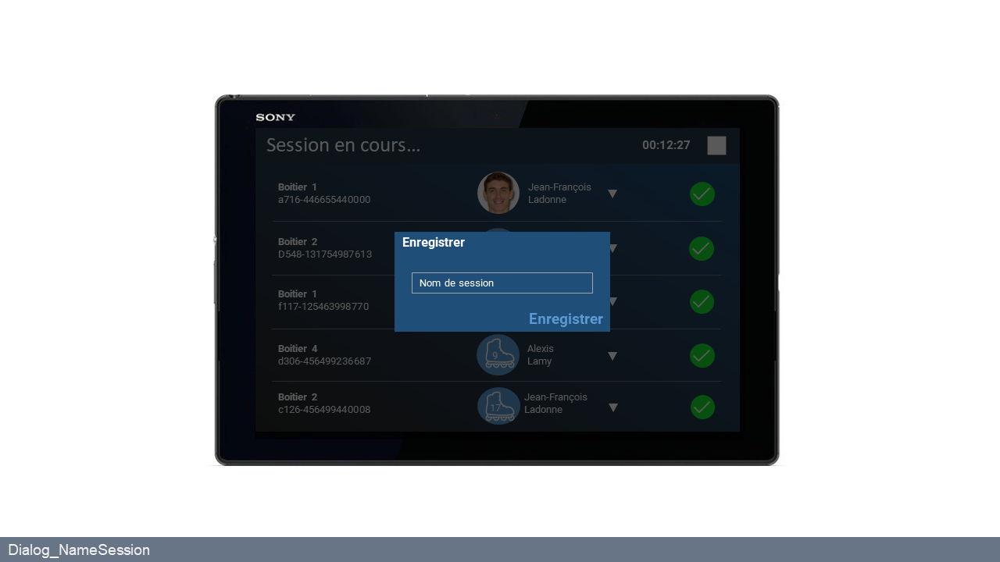 SONY
Session en cours...
00:12:27
Boitier 1
a716-446655440000
Jean-François
Ladonne
Boitier 2
D548-131754987613
Enregistrer
Nom de session
Enregistrer
Boitier 1
f117-125463998770
Boitier 4
d306-456499236687
9
Alexis
Lamy
Boitier 2
c126-456499440008
17
Jean-François
Ladonne
Dialog_NameSession